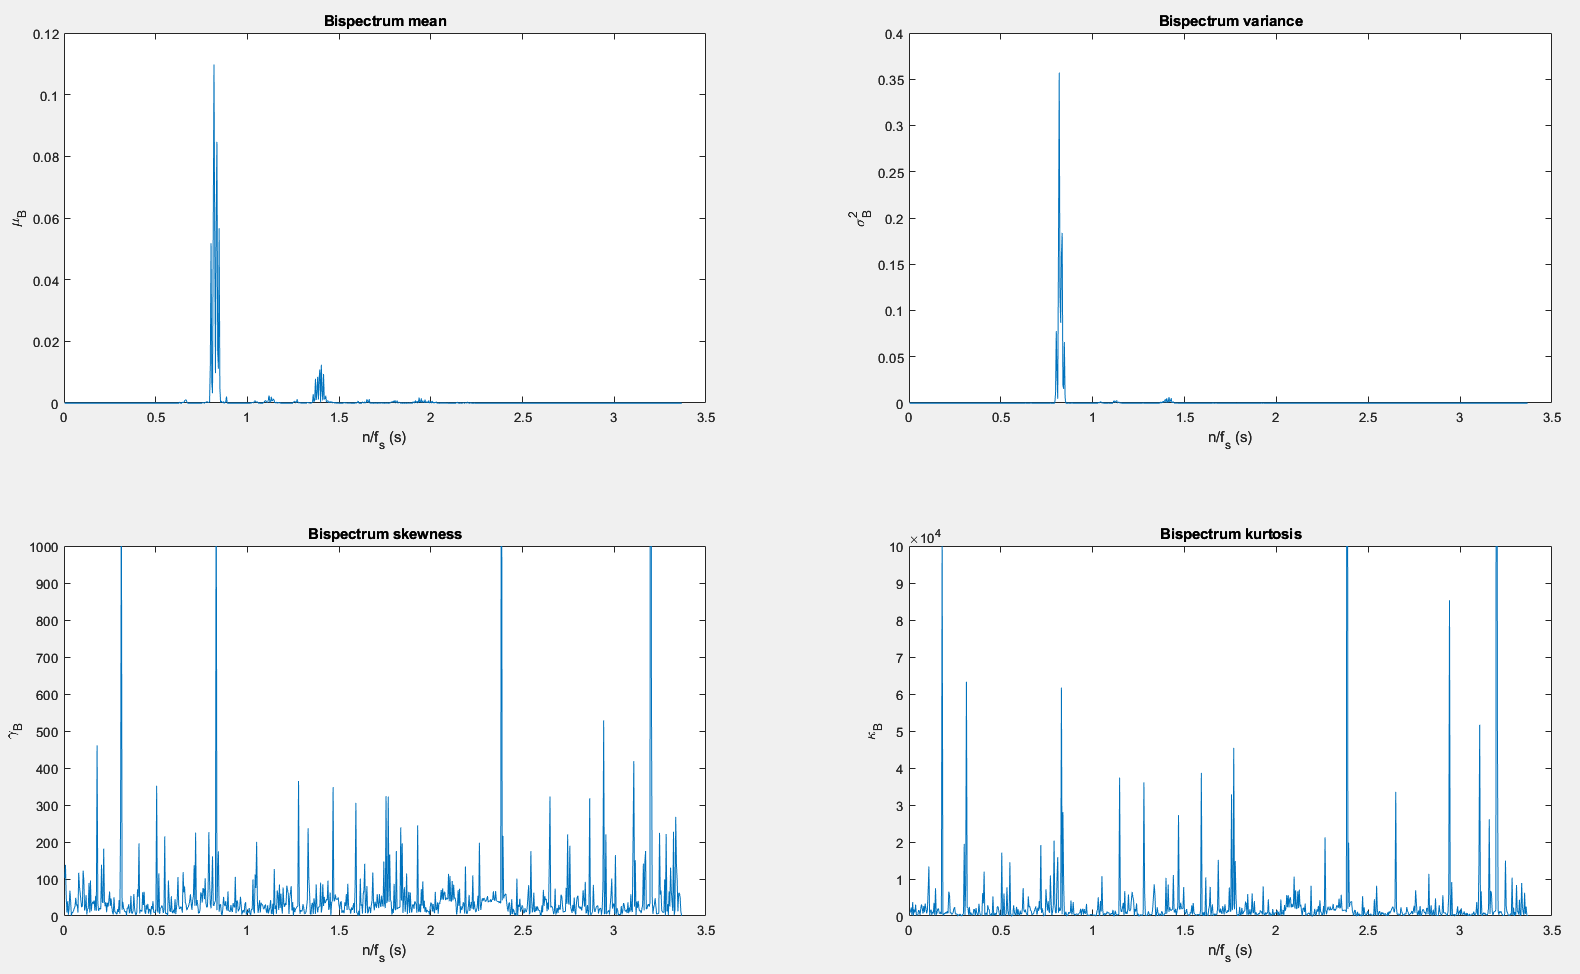 Bispectrum mean
0.12
0.1
0.08
0.06
0.04
0.02
0
μB
0 0.5 1 1.5 2 2.5 3 3.5
n/fs (s)
Bispectrum variance
0.4
0.35
0.3
0.25
0.2
0.15
0.1
0.05
0
σ²B
0 0.5 1 1.5 2 2.5 3 3.5
n/fs (s)
Bispectrum skewness
1000
900
800
700
600
500
400
300
200
100
0
γB
0 0.5 1 1.5 2 2.5 3 3.5
n/fs (s)
Bispectrum kurtosis
×10⁴
10
9
8
7
6
5
4
3
2
1
0
κB
0 0.5 1 1.5 2 2.5 3 3.5
n/fs (s)